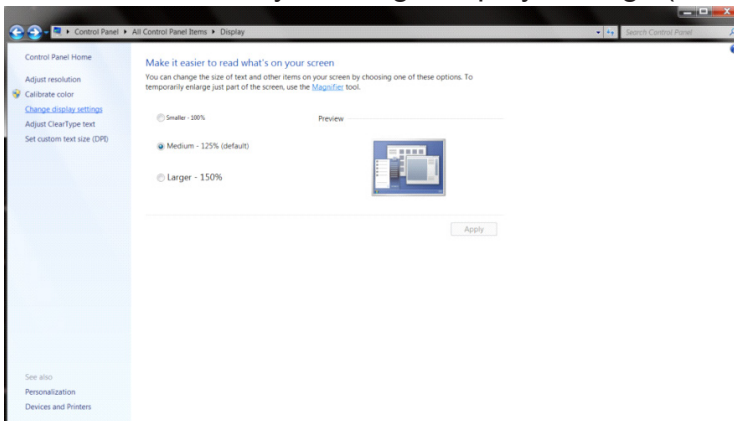 Control Panel ▸ All Control Panel Items ▸ Display
Search Control Panel
Control Panel Home
Adjust resolution
Calibrate color
Change display settings
Adjust ClearType text
Set custom text size (DPI)
Make it easier to read what's on your screen
You can change the size of text and other items on your screen by choosing one of these options. To
temporarily enlarge just part of the screen, use the Magnifier tool.
Smaller - 100%
Preview
Medium - 125% (default)
Larger - 150%
Apply
See also
Personalization
Devices and Printers